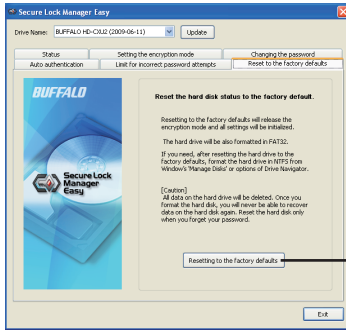 Secure Lock Manager Easy
Drive Name: BUFFALO HD-CXU2 (2009-06-11) Update
Status Setting the encryption mode Changing the password
Auto authentication Limit for incorrect password attempts Reset to the factory defaults
BUFFALO
Secure Lock
Manager
Easy
Reset the hard disk status to the factory default.
Resetting to the factory defaults will release the
encryption mode and all settings will be initialized.
The hard drive will be also formatted in FAT32.
If you need, after resetting the hard drive to the
factory defaults, format the hard drive in NTFS from
Window's 'Manage Disks' or options of Drive Navigator.
[Caution]
All data on the hard drive will be deleted. Once you
format the hard disk, you will never be able to recover
data on the hard disk again. Reset the hard disk only
when you forget your password.
Resetting to the factory defaults
Exit